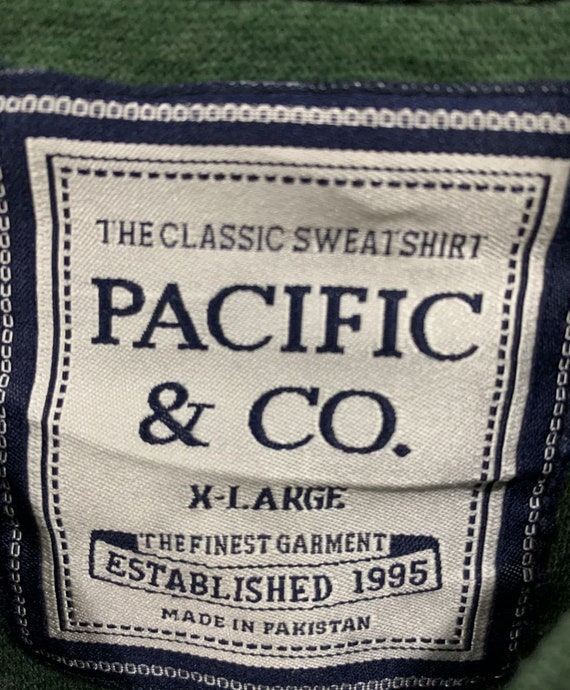 THE CLASSIC SWEATSHIRT
PACIFIC
& CO.
X-LARGE
THE FINEST GARMENT
ESTABLISHED 1995
MADE IN PAKISTAN